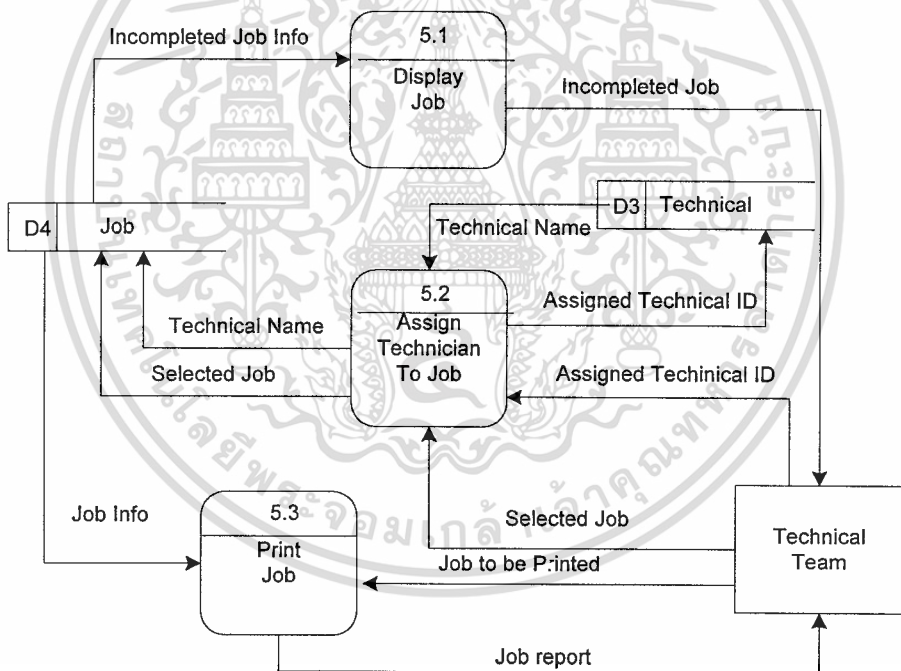 Incompleted Job Info
5.1
Display
Job
Incompleted Job
D3
Technical
D4
Job
Technical Name
5.2
Assign
Technician
To Job
Assigned Technical ID
Technical Name
Selected Job
Assigned Techinical ID
Job Info
5.3
Print
Job
Selected Job
Job to be Printed
Technical
Team
Job report